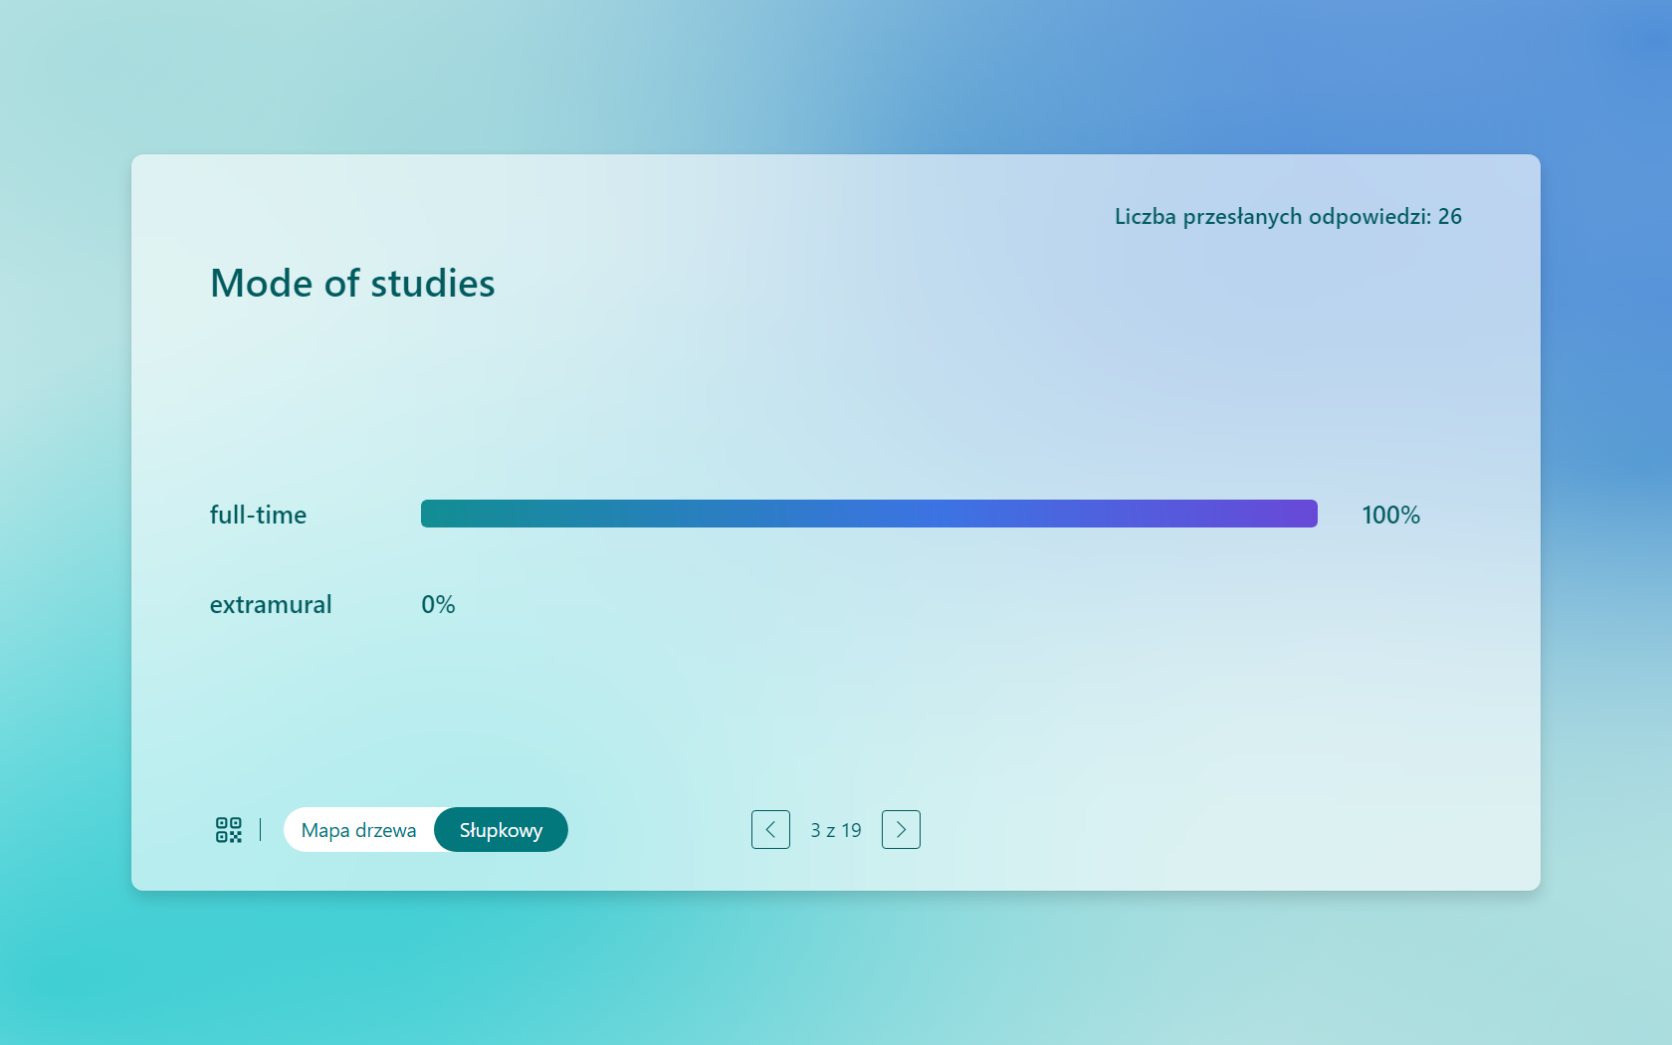 Liczba przesłanych odpowiedzi: 26
Mode of studies
full-time 100%
extramural 0%
Mapa drzewa Słupkowy 3 z 19